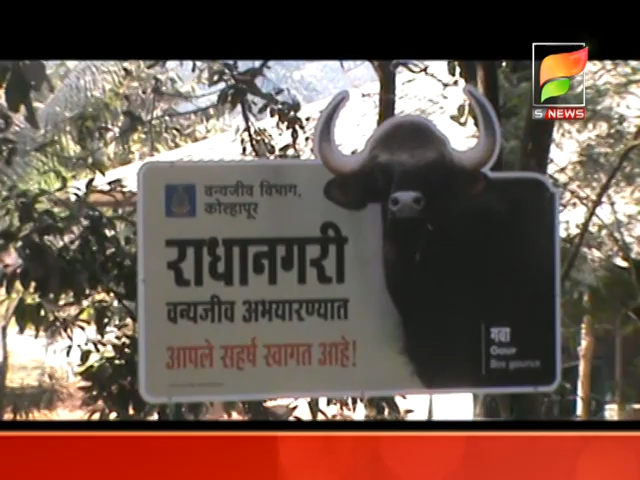 S NEWS
वन्यजीव विभाग,
कोल्हापूर
राधानगरी
वन्यजीव अभयारण्यात
आपले सहर्ष स्वागत आहे!
गवा
Gaur
Bos gaurus